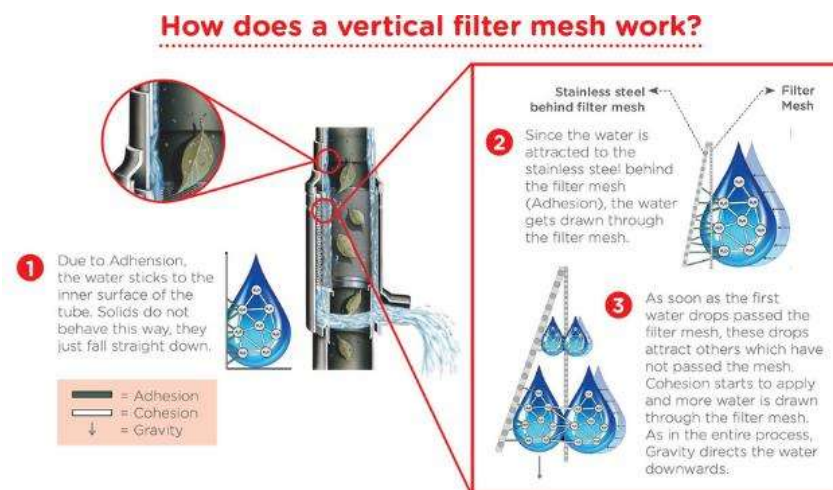 How does a vertical filter mesh work?
Stainless steel
behind filter mesh
Filter
Mesh
2
Since the water is
attracted to the
stainless steel behind
the filter mesh
(Adhesion), the water
gets drawn through
the filter mesh.
1
Due to Adhension,
the water sticks to the
inner surface of the
tube. Solids do not
behave this way, they
just fall straight down.
= Adhesion
= Cohesion
= Gravity
3
As soon as the first
water drops passed the
filter mesh, these drops
attract others which have
not passed the mesh.
Cohesion starts to apply
and more water is drawn
through the filter mesh.
As in the entire process,
Gravity directs the water
downwards.